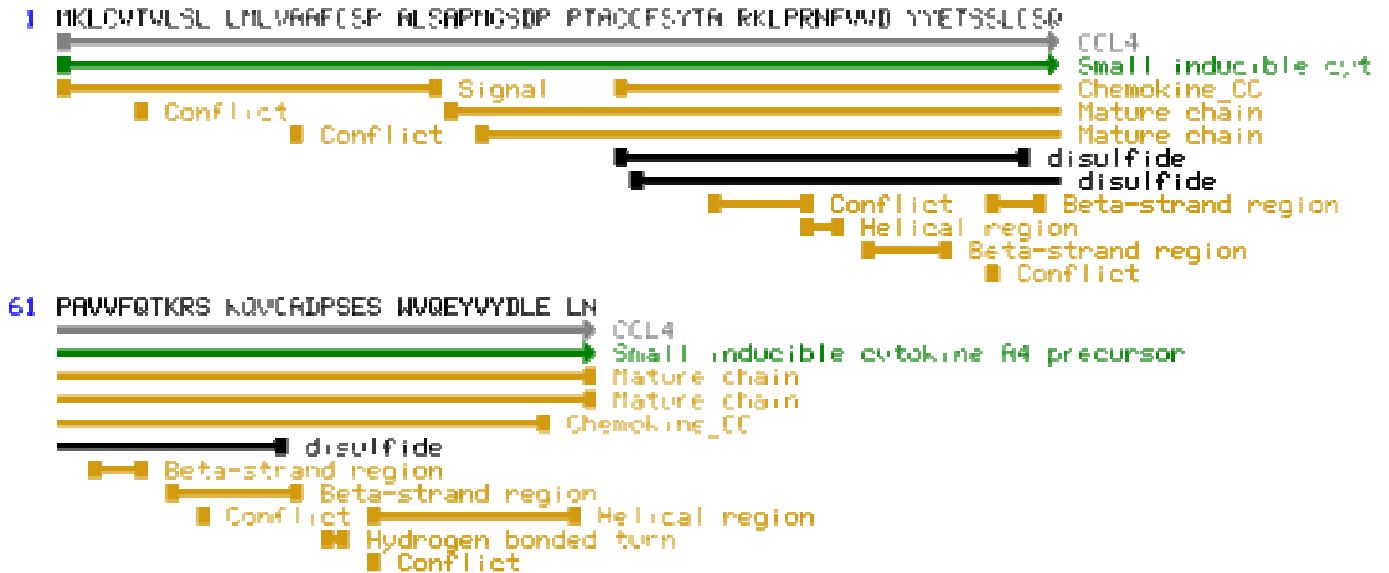 1 MKLCVTVLSL LMLVAAFCSP ALSAPMGSDP PTACCFSYTA RKLPRNFVVD YYETSSLCSQ
CCL4
Small inducible cyt
Signal Chemokine_CC
Conflict Mature chain
Conflict Mature chain
disulfide
disulfide
Conflict Beta-strand region
Helical region
Beta-strand region
Conflict
61 PAVVFQTKRS KQVCADPSES WVQEYVYDLE LN
CCL4
Small inducible cytokine A4 precursor
Mature chain
Mature chain
Chemokine_CC
disulfide
Beta-strand region
Beta-strand region
Conflict Helical region
Hydrogen bonded turn
Conflict